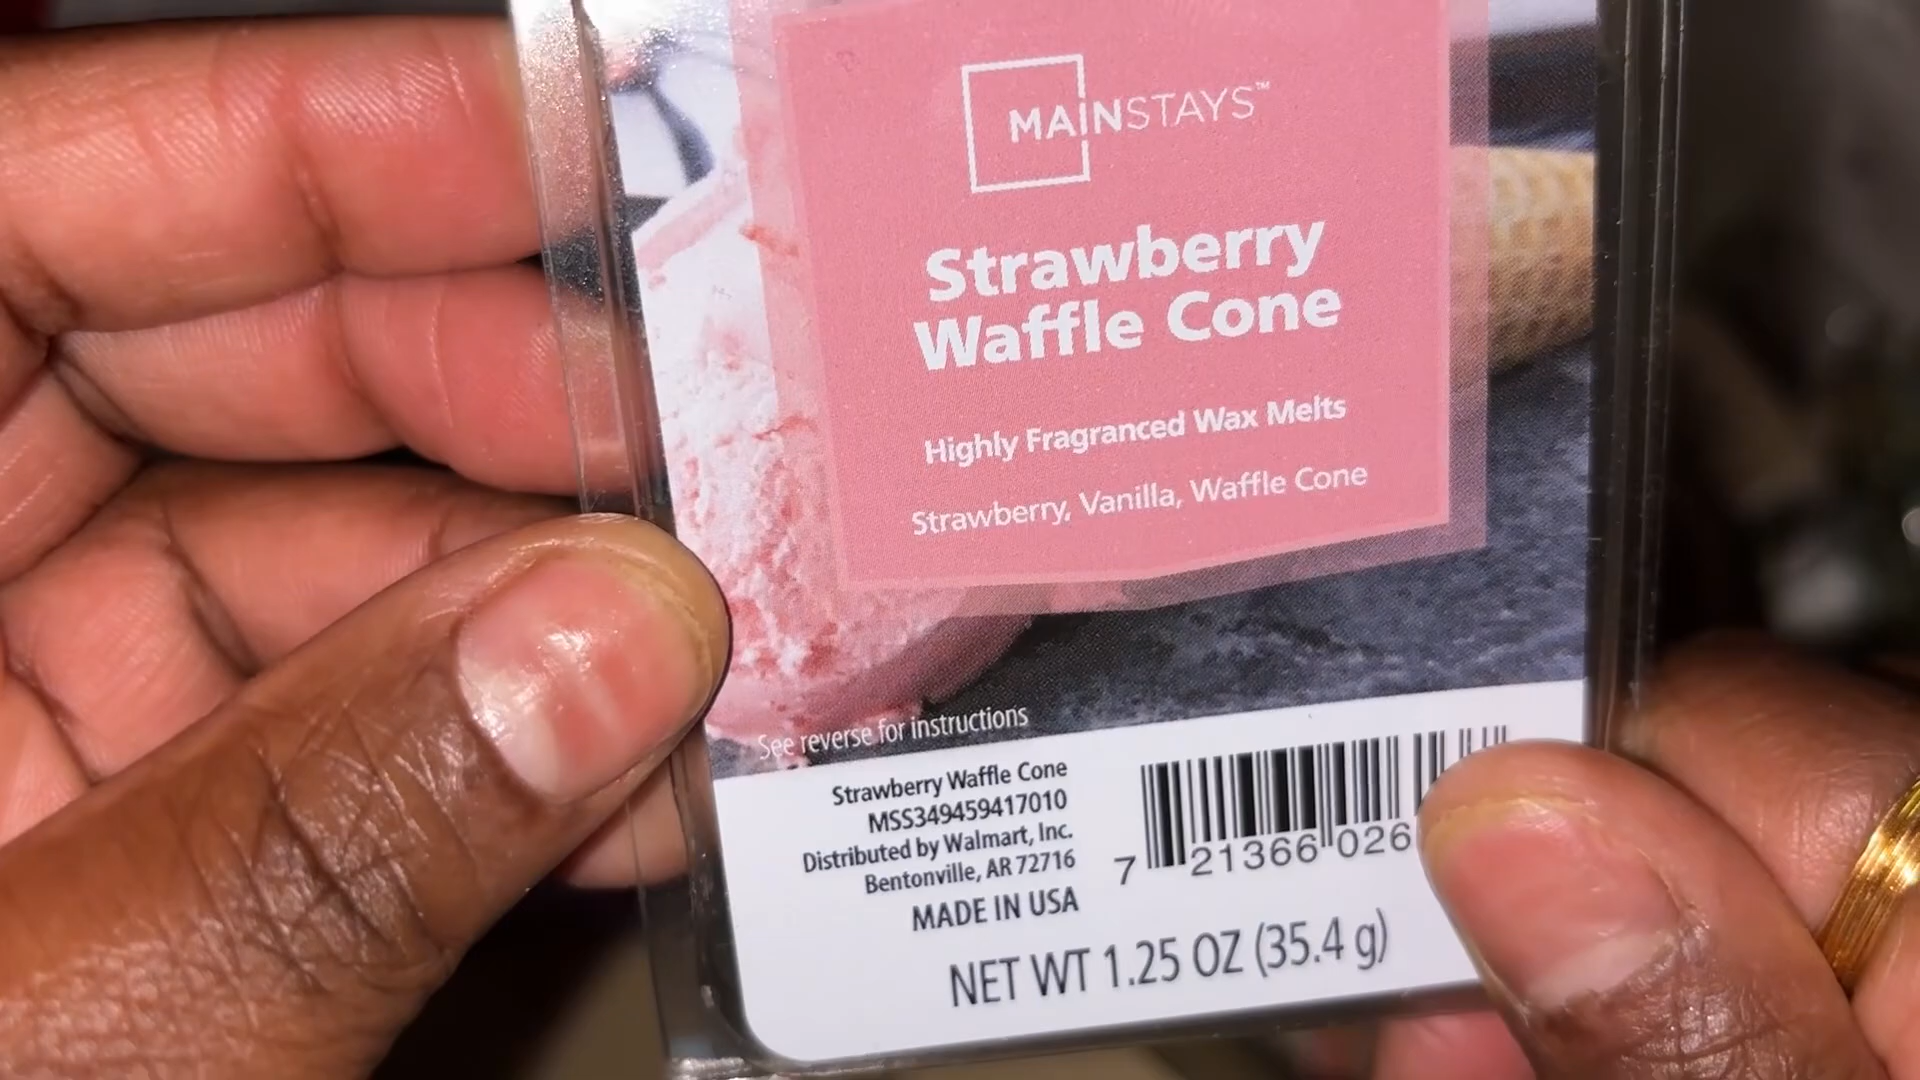 MAINSTAYS™
Strawberry
Waffle Cone
Highly Fragranced Wax Melts
Strawberry, Vanilla, Waffle Cone
See reverse for instructions
Strawberry Waffle Cone
MSS349459417010
Distributed by Walmart, Inc.
Bentonville, AR 72716
MADE IN USA
7 21366 026
NET WT 1.25 OZ (35.4 g)